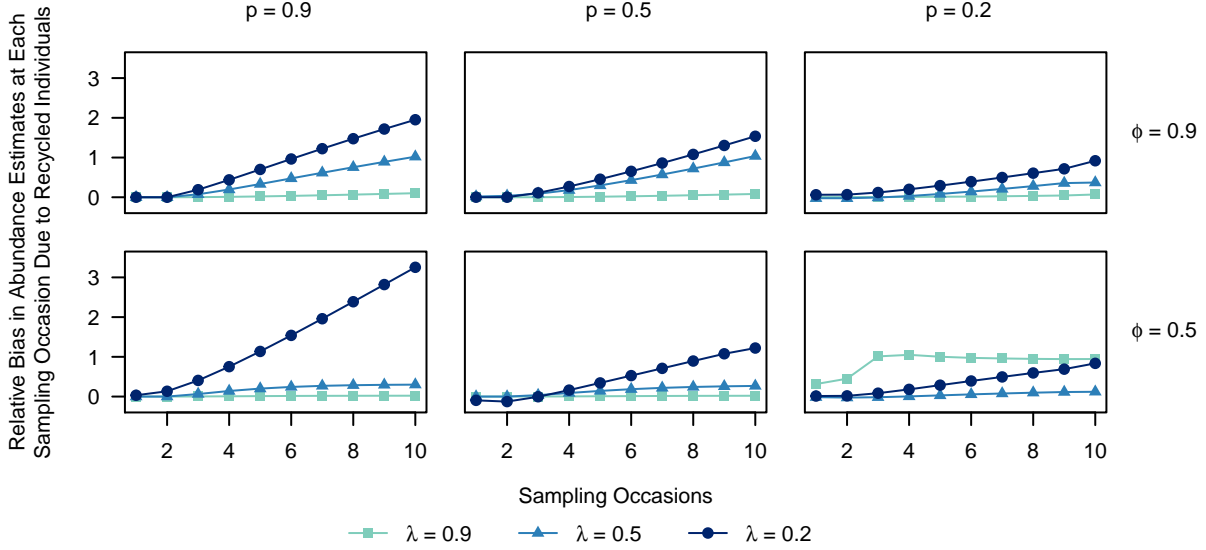 p = 0.9
p = 0.5
p = 0.2
Relative Bias in Abundance Estimates at Each
Sampling Occasion Due to Recycled Individuals
3
2
1
0
ϕ = 0.9
3
2
1
0
ϕ = 0.5
2 4 6 8 10
2 4 6 8 10
2 4 6 8 10
Sampling Occasions
λ = 0.9
λ = 0.5
λ = 0.2